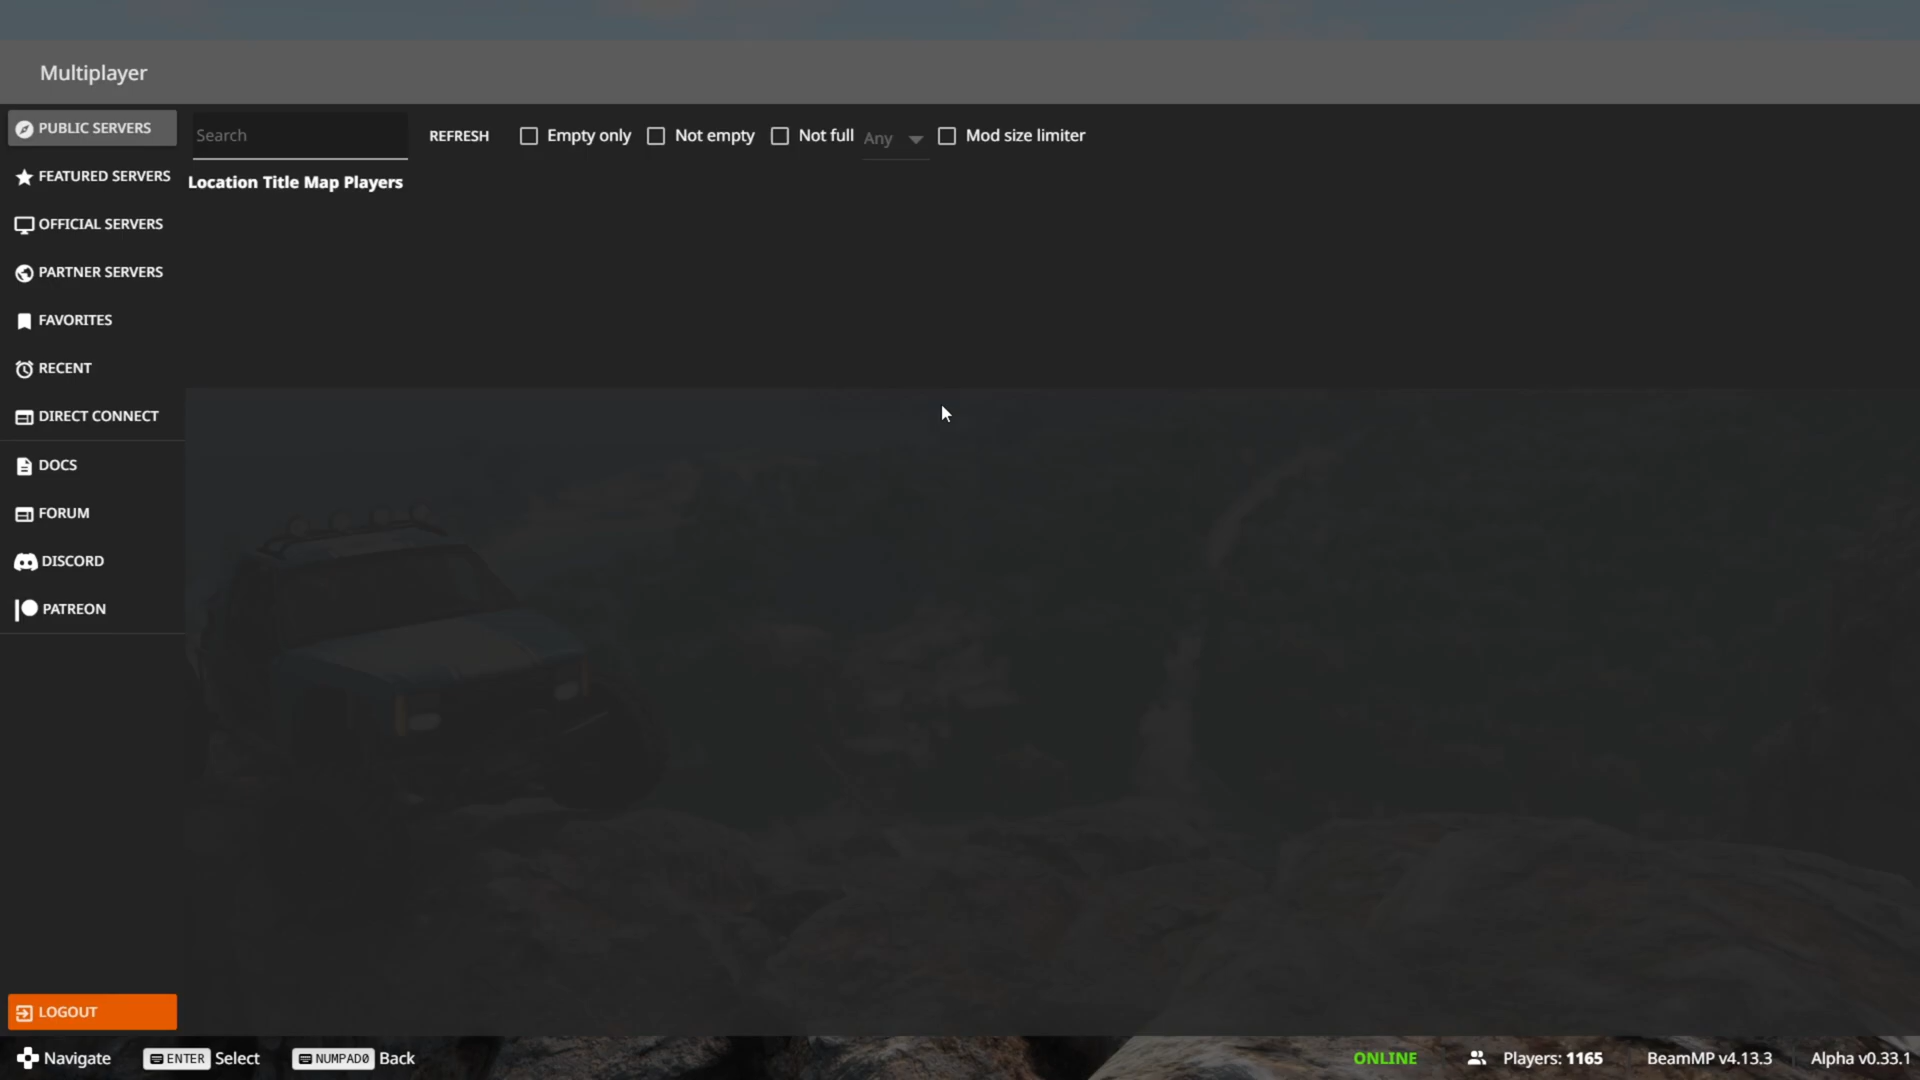 Multiplayer
PUBLIC SERVERS
Search
REFRESH
Empty only
Not empty
Not full
Any
Mod size limiter
FEATURED SERVERS
Location Title Map Players
OFFICIAL SERVERS
PARTNER SERVERS
FAVORITES
RECENT
DIRECT CONNECT
DOCS
FORUM
DISCORD
PATREON
LOGOUT
Navigate
ENTER Select
NUMPAD0 Back
ONLINE
Players: 1165
BeamMP v4.13.3
Alpha v0.33.1